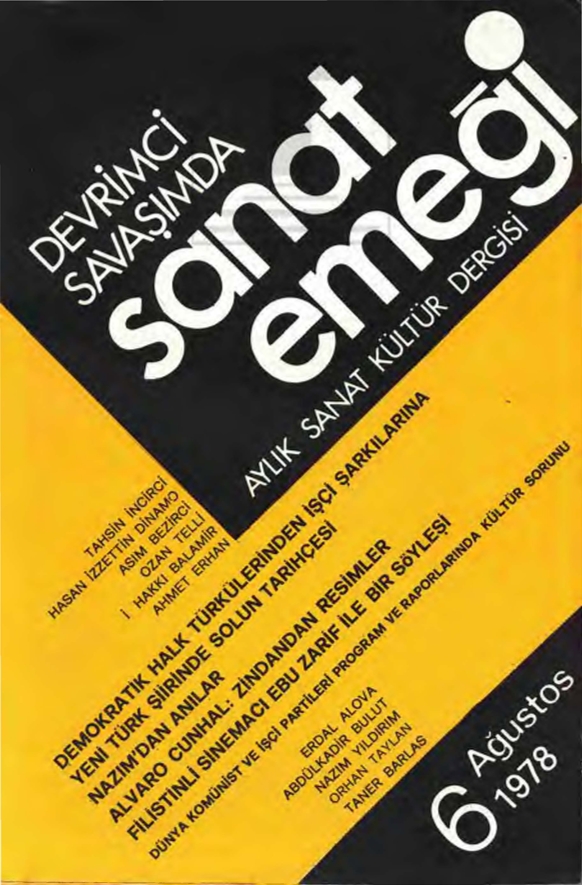 DEVRİMCİ
SAVAŞIMDA
sanat
emeği
AYLIK SANAT KÜLTÜR DERGİSİ
TAHSİN İNCİRCİ
HASAN İZZETTİN DİNAMO
ASIM BEZİRCİ
OZAN TELLİ
İ HAKKI BALAMİR
AHMET ERHAN
DEMOKRATİK HALK TÜRKÜLERİNDEN İŞÇİ ŞARKILARINA
YENİ TÜRK ŞİİRİNDE SOLUN TARİHÇESİ
NAZIM'DAN ANILAR
ALVARO CUNHAL: ZİNDANDAN RESİMLER
FİLİSTİNLİ SİNEMACI EBU ZARİF İLE BİR SÖYLEŞİ
DÜNYA KOMÜNİST VE İŞÇİ PARTİLERİ PROGRAM VE RAPORLARINDA KÜLTÜR SORUNU
ERDAL ALOVA
ABDÜLKADİR BULUT
NAZIM YILDIRIM
ORHAN TAYLAN
TANER BARLAS
6 Ağustos
1978